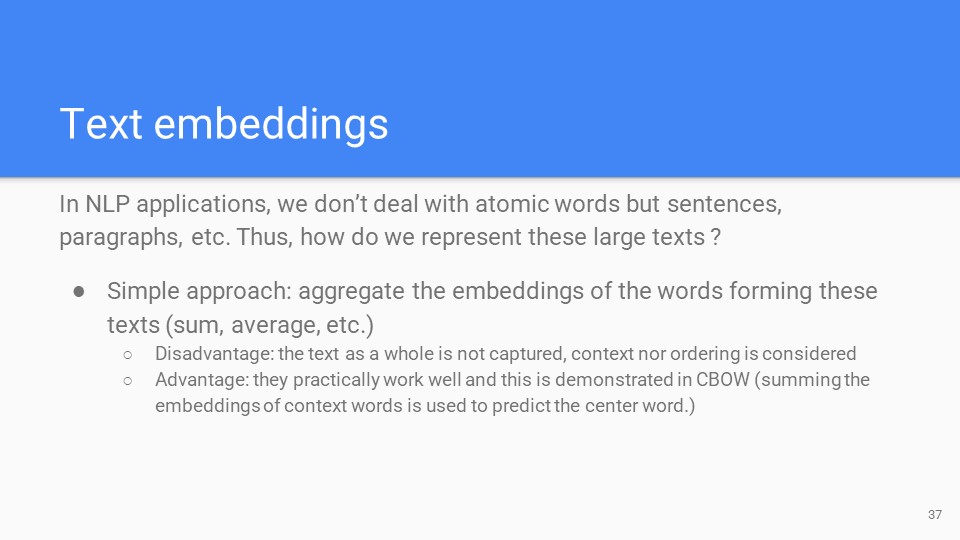 Text embeddings
In NLP applications, we don’t deal with atomic words but sentences,
paragraphs, etc. Thus, how do we represent these large texts ?
● Simple approach: aggregate the embeddings of the words forming these
texts (sum, average, etc.)
○ Disadvantage: the text as a whole is not captured, context nor ordering is considered
○ Advantage: they practically work well and this is demonstrated in CBOW (summing the
embeddings of context words is used to predict the center word.)
37